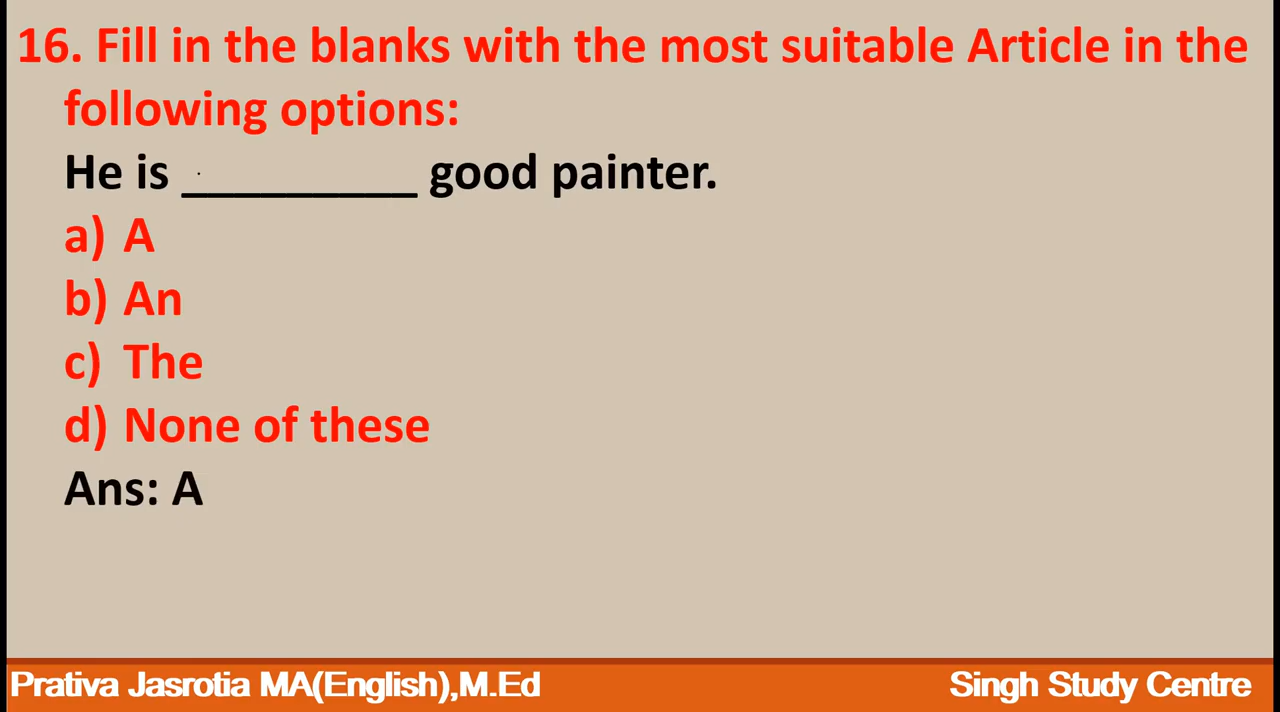 16. Fill in the blanks with the most suitable Article in the
following options:
He is _________ good painter.
a) A
b) An
c) The
d) None of these
Ans: A
Prativa Jasrotia MA(English),M.Ed
Singh Study Centre